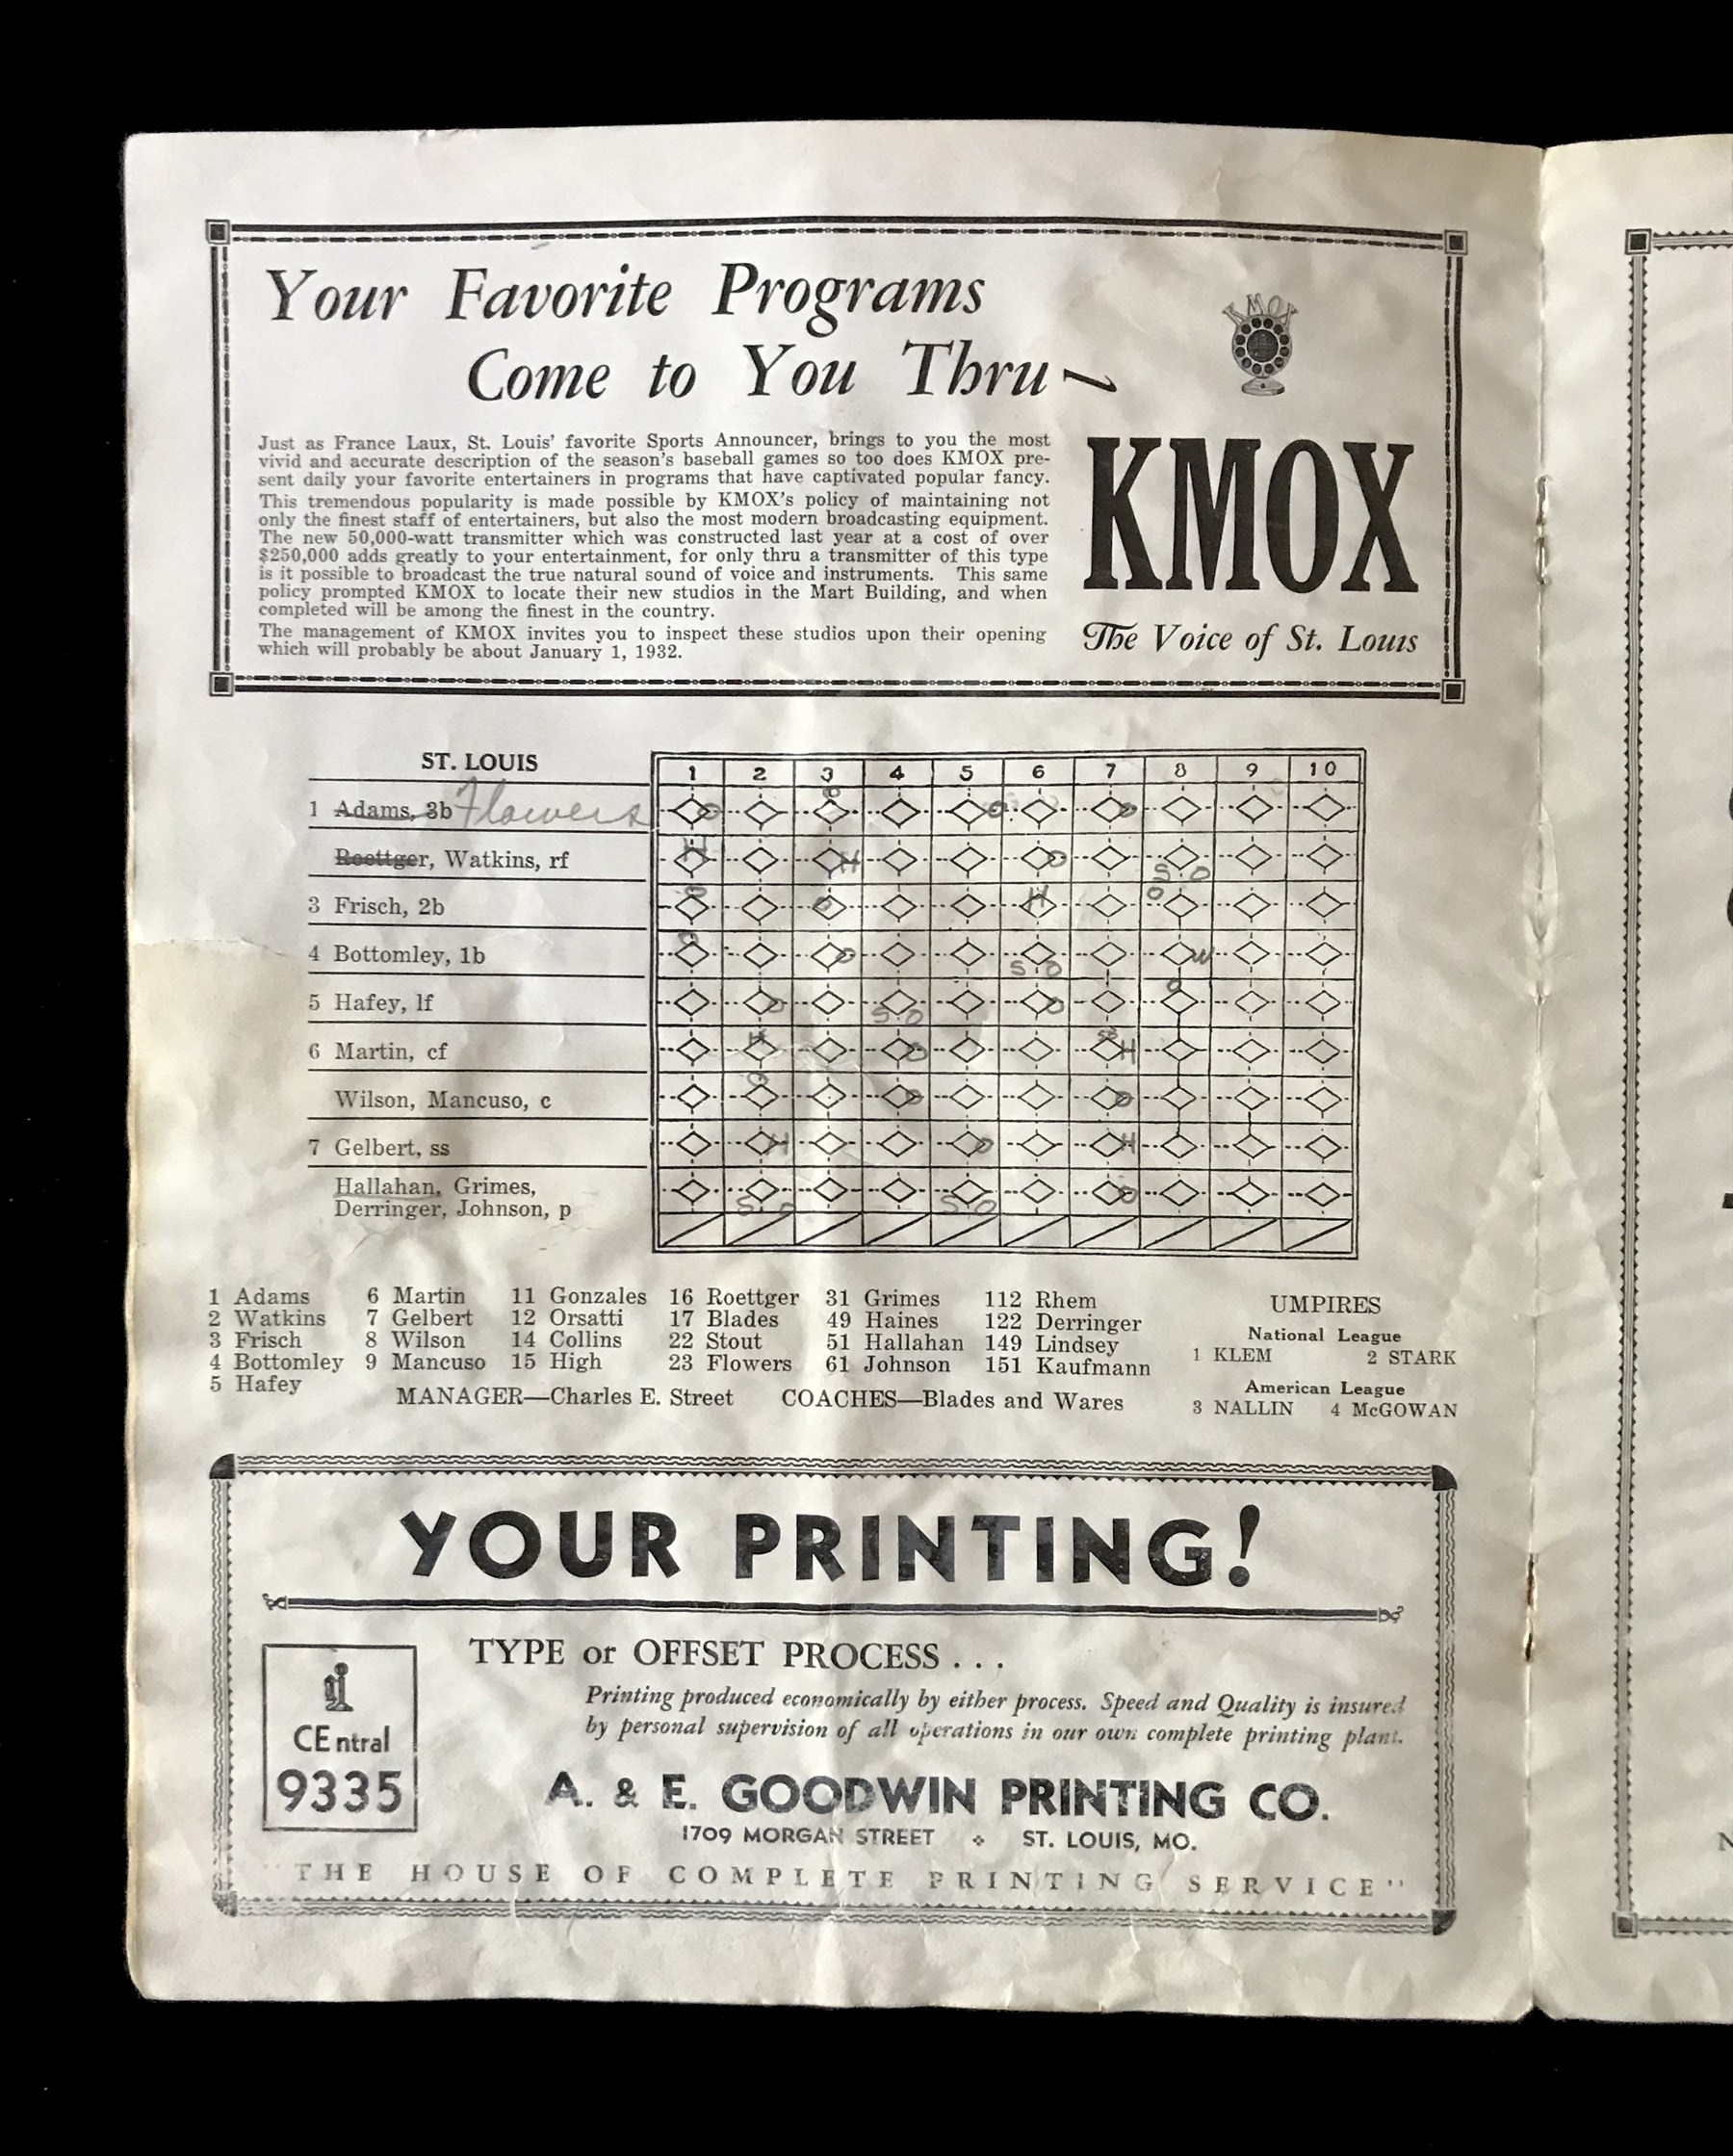 Your Favorite Programs
Come to You Thru
KMOX
Just as France Laux, St. Louis' favorite Sports Announcer, brings to you the most
vivid and accurate description of the season's baseball games so too does KMOX pre-
sent daily your favorite entertainers in programs that have captivated popular fancy.
This tremendous popularity is made possible by KMOX's policy of maintaining not
only the finest staff of entertainers, but also the most modern broadcasting equipment.
The new 50,000-watt transmitter which was constructed last year at a cost of over
$250,000 adds greatly to your entertainment, for only thru a transmitter of this type
is it possible to broadcast the true natural sound of voice and instruments. This same
policy prompted KMOX to locate their new studios in the Mart Building, and when
completed will be among the finest in the country.
The management of KMOX invites you to inspect these studios upon their opening
which will probably be about January 1, 1932.
KMOX
The Voice of St. Louis
ST. LOUIS 1 2 3 4 5 6 7 8 9 10
1 Adams, 3b Flowers O O O O
Roettger, Watkins, rf H H O S.O
3 Frisch, 2b O O H O
4 Bottomley, 1b O O S.O W
5 Hafey, lf O S.O O O
6 Martin, cf H O SB H
Wilson, Mancuso, c O O O
7 Gelbert, ss H O H
Hallahan, Grimes,
Derringer, Johnson, p S.O S.O O
1 Adams 6 Martin 11 Gonzales 16 Roettger 31 Grimes 112 Rhem
2 Watkins 7 Gelbert 12 Orsatti 17 Blades 49 Haines 122 Derringer
3 Frisch 8 Wilson 14 Collins 22 Stout 51 Hallahan 149 Lindsey
4 Bottomley 9 Mancuso 15 High 23 Flowers 61 Johnson 151 Kaufmann
5 Hafey
MANAGER—Charles E. Street COACHES—Blades and Wares
UMPIRES
National League
1 KLEM 2 STARK
American League
3 NALLIN 4 McGOWAN
YOUR PRINTING!
TYPE or OFFSET PROCESS . . .
Printing produced economically by either process. Speed and Quality is insured
by personal supervision of all operations in our own complete printing plant.
CEntral
9335
A. & E. GOODWIN PRINTING CO.
1709 MORGAN STREET ST. LOUIS, MO.
"THE HOUSE OF COMPLETE PRINTING SERVICE"